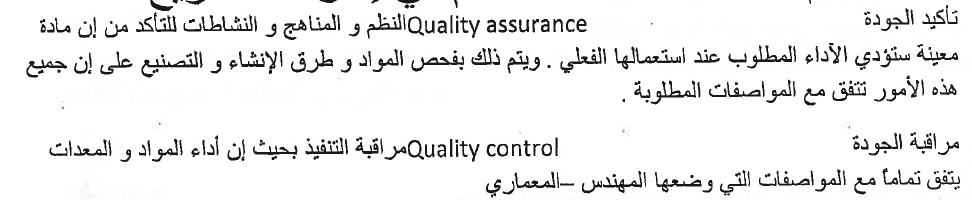 تأكيد الجودة Quality assurance النظم و المناهج و النشاطات للتأكد من إن مادة
معينة ستؤدي الأداء المطلوب عند استعمالها الفعلي . ويتم ذلك بفحص المواد و طرق الإنشاء و التصنيع على إن جميع
هذه الأمور تتفق مع المواصفات المطلوبة .
مراقبة الجودة Quality control مراقبة التنفيذ بحيث إن أداء المواد و المعدات
يتفق تماماً مع المواصفات التي وضعها المهندس –المعماري